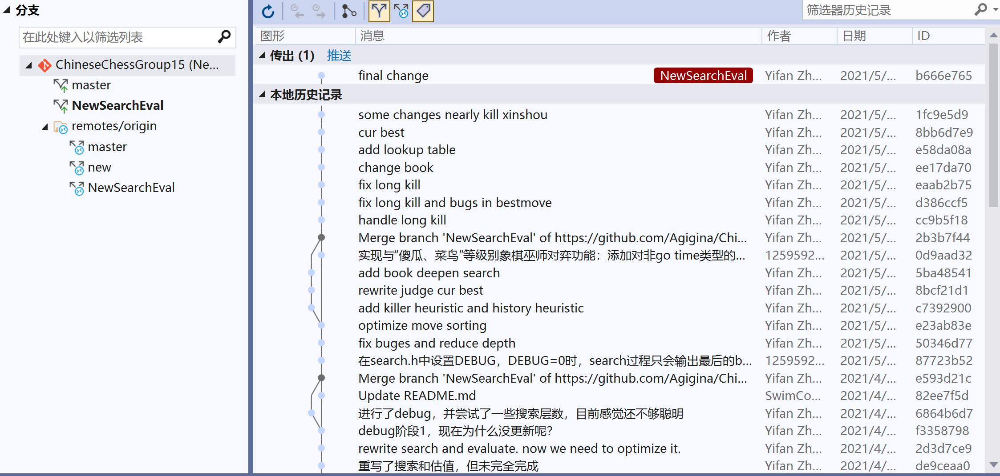 分支
在此处键入以筛选列表
ChineseChessGroup15 (Ne...
master
NewSearchEval
remotes/origin
master
new
NewSearchEval
筛选器历史记录
图形 消息 作者 日期 ID
传出 (1) 推送
final change NewSearchEval Yifan Zh... 2021/5/... b666e765
本地历史记录
some changes nearly kill xinshou Yifan Zh... 2021/5/... 1fc9e5d9
cur best Yifan Zh... 2021/5/... 8bb6d7e9
add lookup table Yifan Zh... 2021/5/... e58da08a
change book Yifan Zh... 2021/5/... ee17da70
fix long kill Yifan Zh... 2021/5/... eaab2b75
fix long kill and bugs in bestmove Yifan Zh... 2021/5/... d386ccf5
handle long kill Yifan Zh... 2021/5/... cc9b5f18
Merge branch 'NewSearchEval' of https://github.com/Agigina/Chi... Yifan Zh... 2021/5/... 2b3b7f44
实现与“傻瓜、菜鸟”等级别象棋巫师对弈功能：添加对非go time类型的... 1259592... 2021/5/... 0d9aad32
add book deepen search Yifan Zh... 2021/5/... 5ba48541
rewrite judge cur best Yifan Zh... 2021/5/... 8bcf21d1
add killer heuristic and history heuristic Yifan Zh... 2021/5/... c7392900
optimize move sorting Yifan Zh... 2021/5/... e23ab83e
fix buges and reduce depth Yifan Zh... 2021/5/... 50346d77
在search.h中设置DEBUG，DEBUG=0时，search过程只会输出最后的b... 1259592... 2021/5/... 87723b52
Merge branch 'NewSearchEval' of https://github.com/Agigina/Chi... Yifan Zh... 2021/4/... e593d21c
Update README.md SwimCo... 2021/4/... 82ee7f5d
进行了debug，并尝试了一些搜索层数，目前感觉还不够聪明 Yifan Zh... 2021/4/... 6864b6d7
debug阶段1，现在为什么没更新呢？ Yifan Zh... 2021/4/... f3358798
rewrite search and evaluate. now we need to optimize it. Yifan Zh... 2021/4/... 2d3d7ce9
重写了搜索和估值，但未完全完成 Yifan Zh... 2021/4/... de9ceaa0